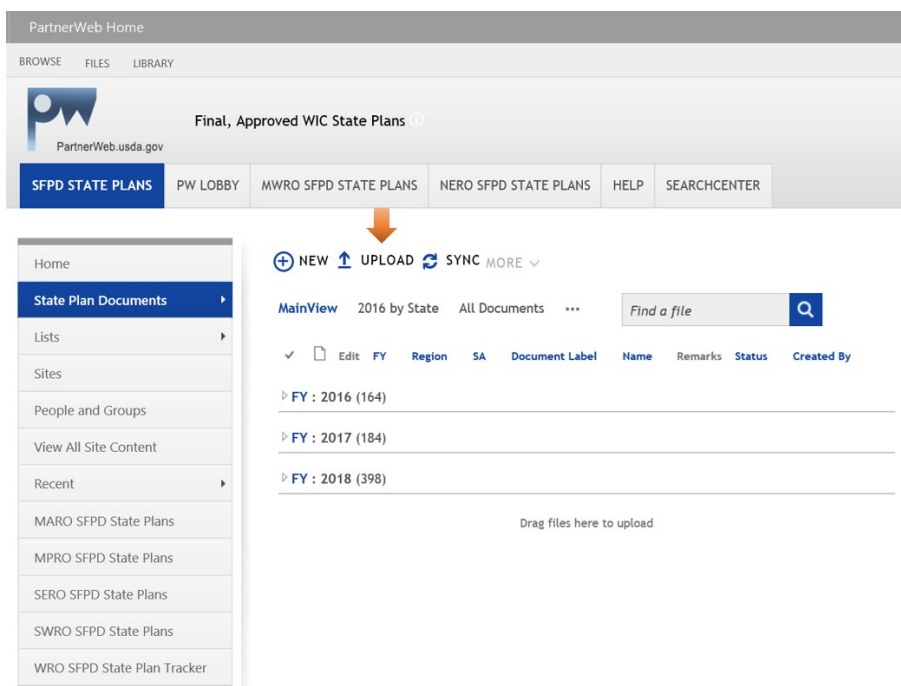 PartnerWeb Home
BROWSE FILES LIBRARY
pw
PartnerWeb.usda.gov
Final, Approved WIC State Plans
SFPD STATE PLANS PW LOBBY MWRO SFPD STATE PLANS NERO SFPD STATE PLANS HELP SEARCHCENTER
Home
State Plan Documents
Lists
Sites
People and Groups
View All Site Content
Recent
MARO SFPD State Plans
MPRO SFPD State Plans
SERO SFPD State Plans
SWRO SFPD State Plans
WRO SFPD State Plan Tracker
NEW UPLOAD SYNC MORE
MainView 2016 by State All Documents ••• Find a file
Edit FY Region SA Document Label Name Remarks Status Created By
FY : 2016 (164)
FY : 2017 (184)
FY : 2018 (398)
Drag files here to upload